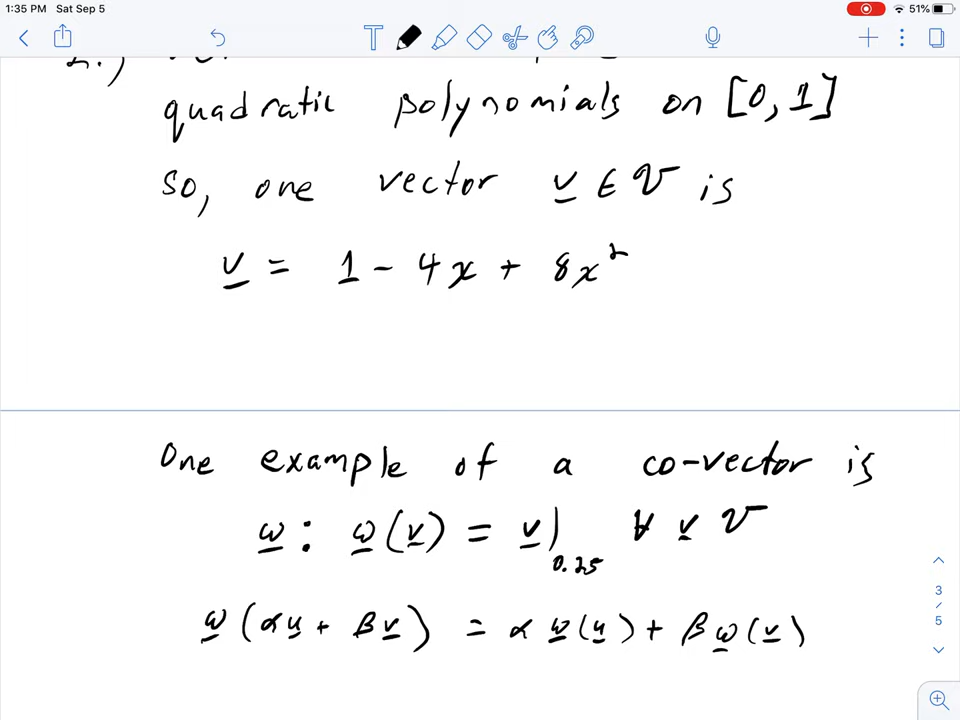 1:35 PM Sat Sep 5
51%
T
2.)
quadratic polynomials on [0, 1]
so, one vector v ∈ V is
v = 1 - 4x + 8x²
One example of a co-vector is
ω : ω(v) = v)0.25 ∀ v V
ω(αu + βv) = α ω(u) + β ω(v)
3
/
5